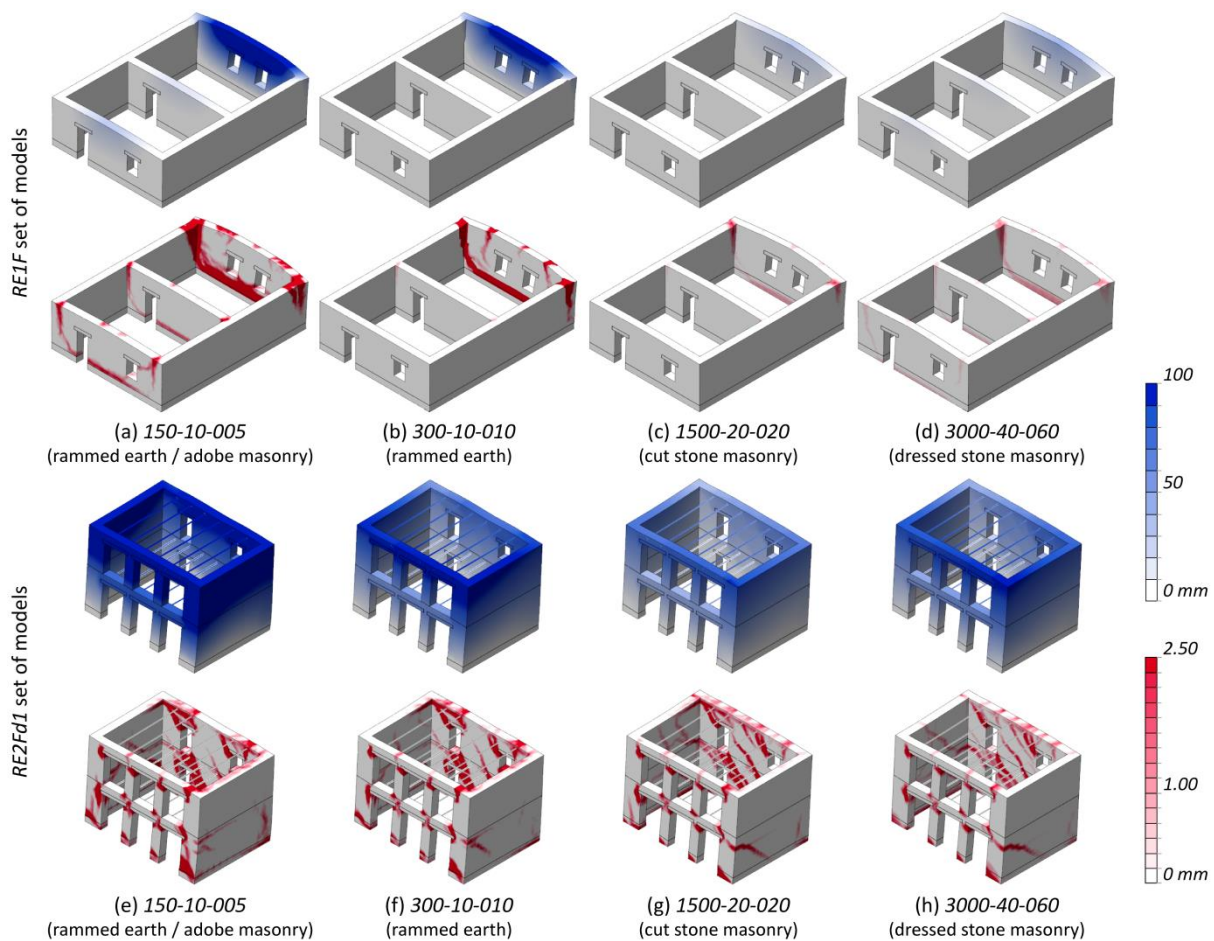 RE1F set of models
(a) 150-10-005
(rammed earth / adobe masonry)
(b) 300-10-010
(rammed earth)
(c) 1500-20-020
(cut stone masonry)
(d) 3000-40-060
(dressed stone masonry)
100
50
0 mm
RE2Fd1 set of models
2.50
1.00
0 mm
(e) 150-10-005
(rammed earth / adobe masonry)
(f) 300-10-010
(rammed earth)
(g) 1500-20-020
(cut stone masonry)
(h) 3000-40-060
(dressed stone masonry)